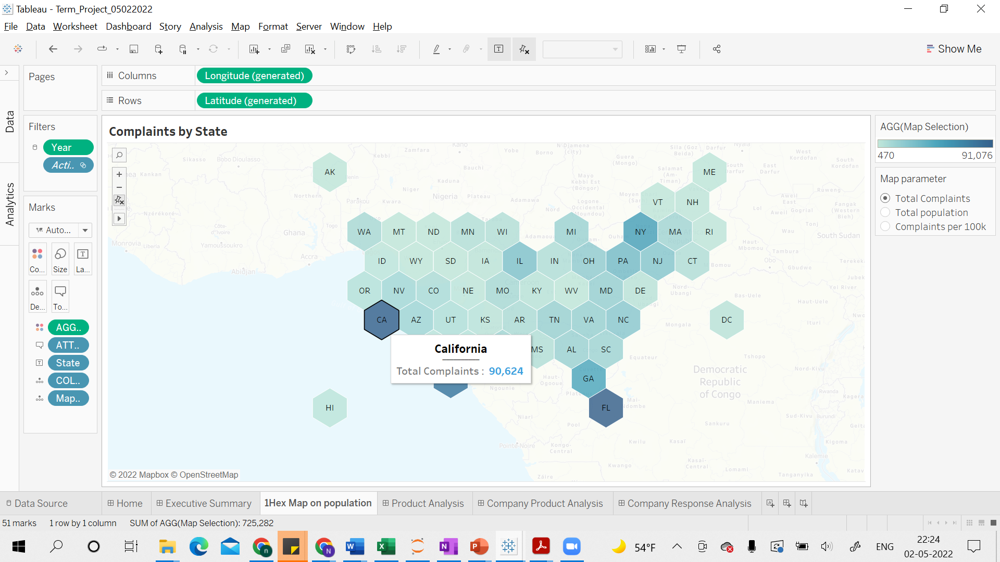 Tableau - Term_Project_05022022
File Data Worksheet Dashboard Story Analysis Map Format Server Window Help
Show Me
Pages
Columns
Longitude (generated)
Rows
Latitude (generated)
Data
Analytics
Filters
Year
Acti..
Marks
Auto...
Co... Size La...
De... To...
AGG..
ATT..
State
COL..
Map..
Complaints by State
AK ME
VT NH
WA MT ND MN WI MI NY MA RI
ID WY SD IA IL IN OH PA NJ CT
OR NV CO NE MO KY WV MD DE
CA AZ UT KS AR TN VA NC DC
MS AL SC
GA
HI FL
California
Total Complaints : 90,624
Nigeria
Ghana
Togo
Accra
Abidjan
Monrovia
Liberia
Côte-
d'Ivoire
Yamoussoukro
Bobo Dioulasso
Sikasso
Kankan
Nzérékoré
Parakou
Kwara
Niger
Plateau
Kaduna
Bauchi
Zamfara
Kebbi
Yobe
Borno
N'Djamena
(city)
Adamawa
Mayo
Kebbi Est
(Bongor)
Logone
Occidental
(Moundou)
Guera
(Mongo)
Salamat
(Am-
Timan)
Sila (Goz
Beida)
Darfur
Nyala
South
Darfur
East
Darfur
West
Kordofan
South
Kordofan
Ruweng
Fangak
(Western
Bieh)
Aweil
East
Aweil
Gogrial
Lol
Tonj
Wau
South Sudan
Haut-
Mbomou
Tambura
Obo
Gbudwe
Terekeka
Jubek
Yei River
Bas-Uele
Haut-Uele
Nord-
Ubangi
Mongala
Ituri
Tshopo
Equateur
Democratic
Republic
of Congo
Nord-Kivu
Rwanda
Kagera
Maniema
Sud-Kivu
Burundi
Sankuru
Kigoma
Kalemie
Tanganyika
Katav
Lomami
Kasaï-
Central
Kasaï
Kwilu
Kwango
Mai-
Ndombe
Pool
Niari
Pointe-Noire
Kongo-
Central
Zaïre
Ngounie
Haut-
Ogooue
© 2022 Mapbox © OpenStreetMap
AGG(Map Selection)
470 91,076
Map parameter
Total Complaints
Total population
Complaints per 100k
Data Source Home Executive Summary 1Hex Map on population Product Analysis Company Product Analysis Company Response Analysis
51 marks 1 row by 1 column SUM of AGG(Map Selection): 725,282
54°F ENG 22:24
02-05-2022